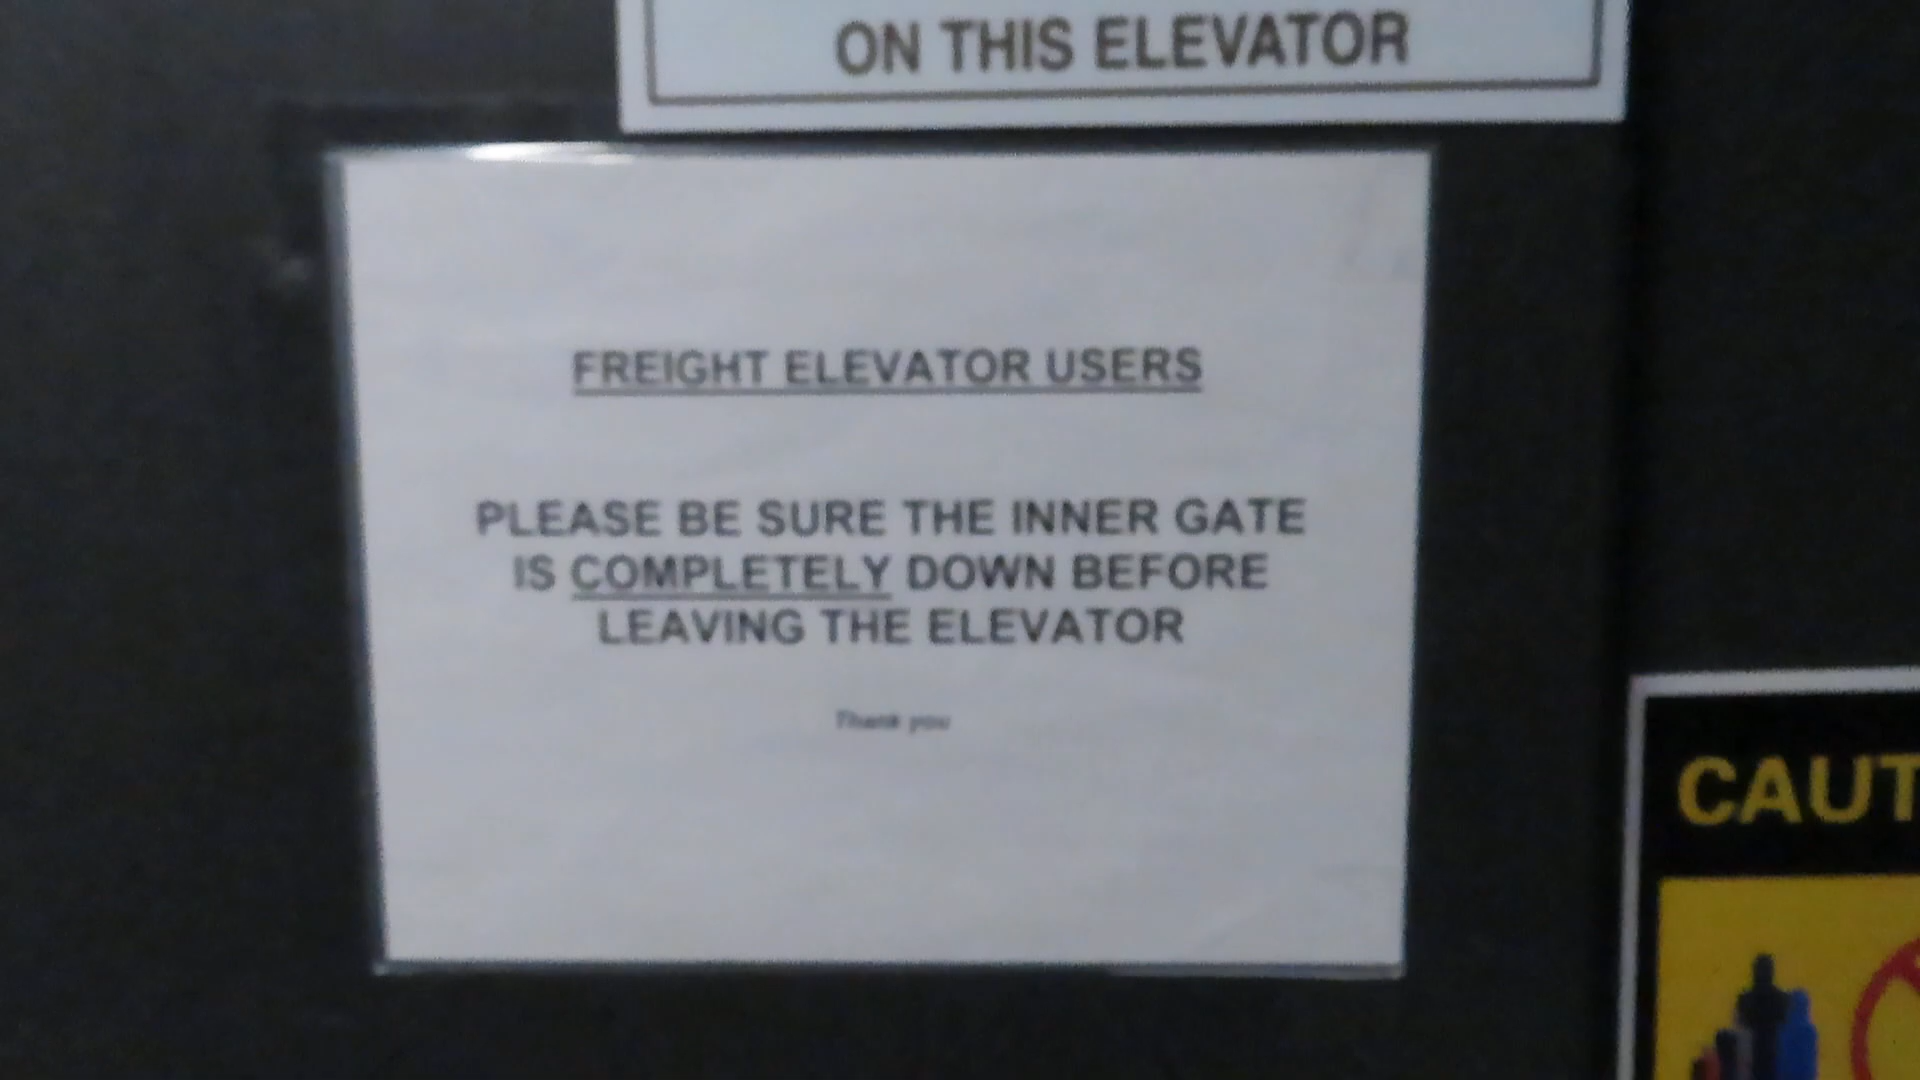 ON THIS ELEVATOR
FREIGHT ELEVATOR USERS
PLEASE BE SURE THE INNER GATE
IS COMPLETELY DOWN BEFORE
LEAVING THE ELEVATOR
Thank you
CAUT